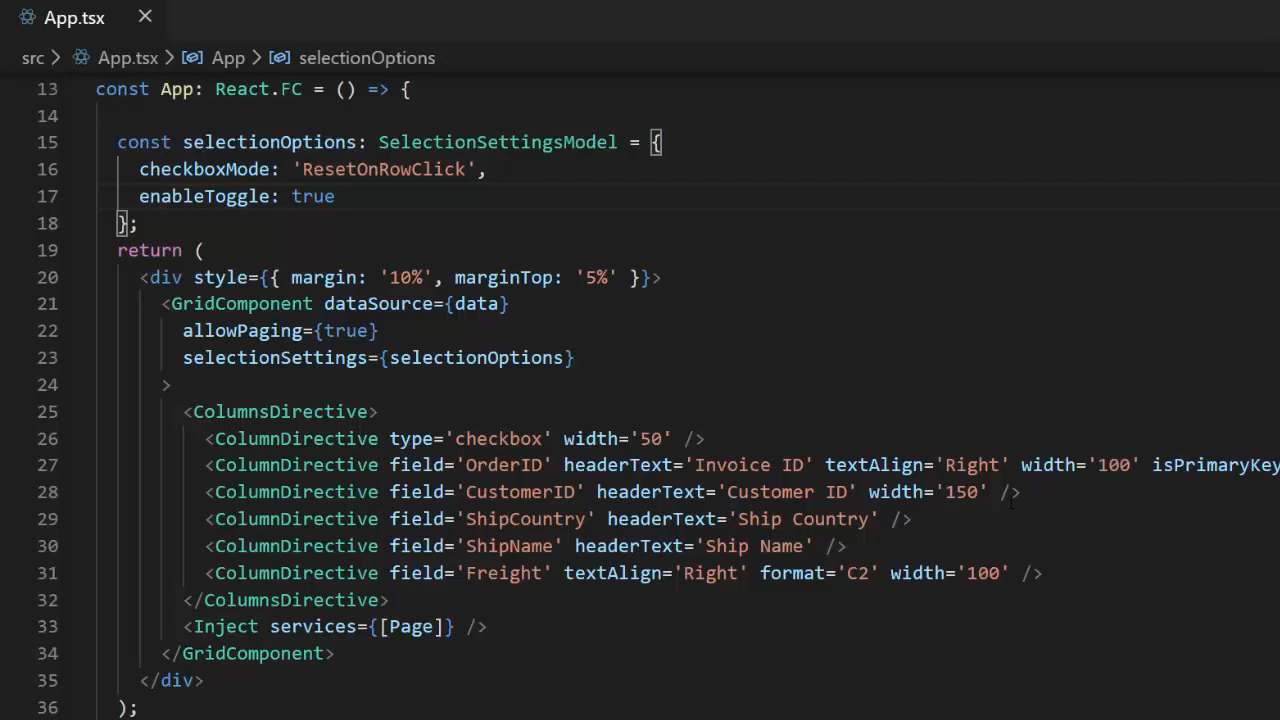 App.tsx
src > App.tsx > App > selectionOptions
13 const App: React.FC = () => {
14
15 const selectionOptions: SelectionSettingsModel = {
16 checkboxMode: 'ResetOnRowClick',
17 enableToggle: true
18 };
19 return (
20 <div style={{ margin: '10%', marginTop: '5%' }}>
21 <GridComponent dataSource={data}
22 allowPaging={true}
23 selectionSettings={selectionOptions}
24 >
25 <ColumnsDirective>
26 <ColumnDirective type='checkbox' width='50' />
27 <ColumnDirective field='OrderID' headerText='Invoice ID' textAlign='Right' width='100' isPrimaryKey
28 <ColumnDirective field='CustomerID' headerText='Customer ID' width='150' />
29 <ColumnDirective field='ShipCountry' headerText='Ship Country' />
30 <ColumnDirective field='ShipName' headerText='Ship Name' />
31 <ColumnDirective field='Freight' textAlign='Right' format='C2' width='100' />
32 </ColumnsDirective>
33 <Inject services={[Page]} />
34 </GridComponent>
35 </div>
36 );